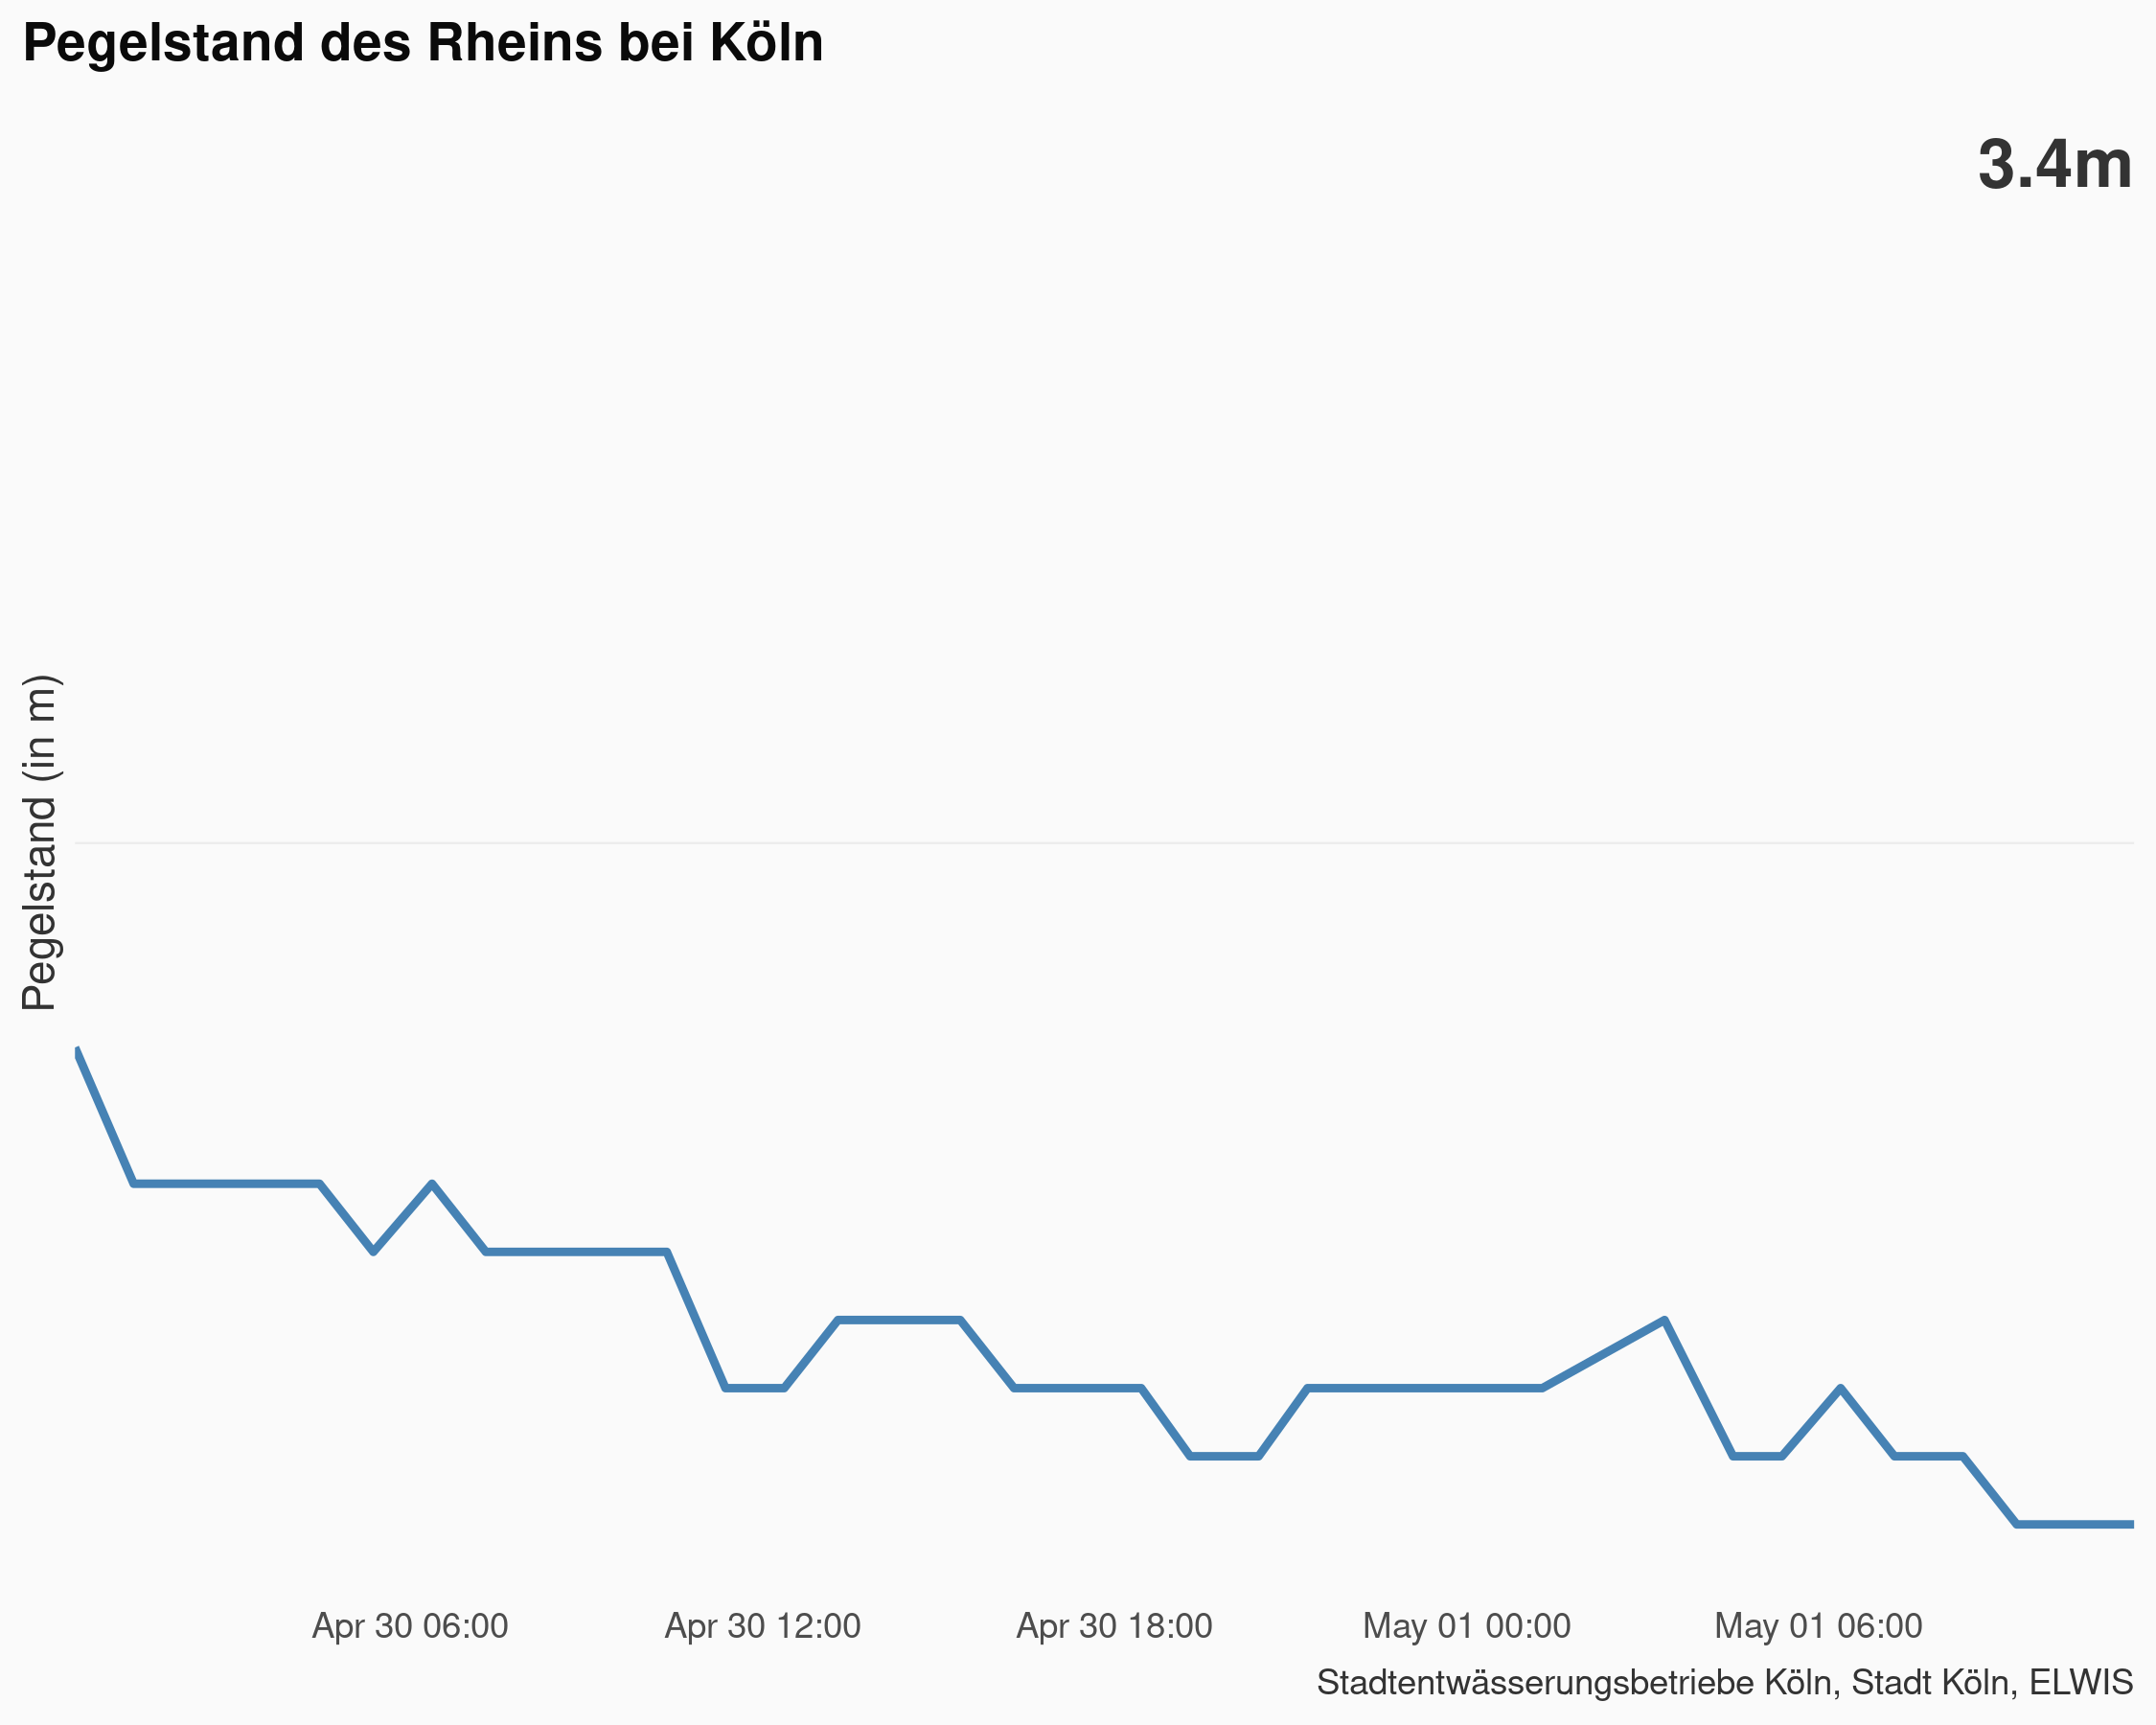 Pegelstand des Rheins bei Köln
3.4m
Pegelstand (in m)
Apr 30 06:00 Apr 30 12:00 Apr 30 18:00 May 01 00:00 May 01 06:00
Stadtentwässerungsbetriebe Köln, Stadt Köln, ELWIS